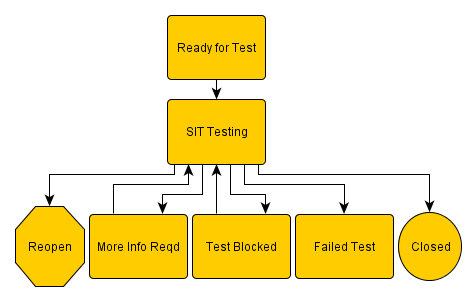 Ready for Test
SIT Testing
Reopen
More Info Reqd
Test Blocked
Failed Test
Closed